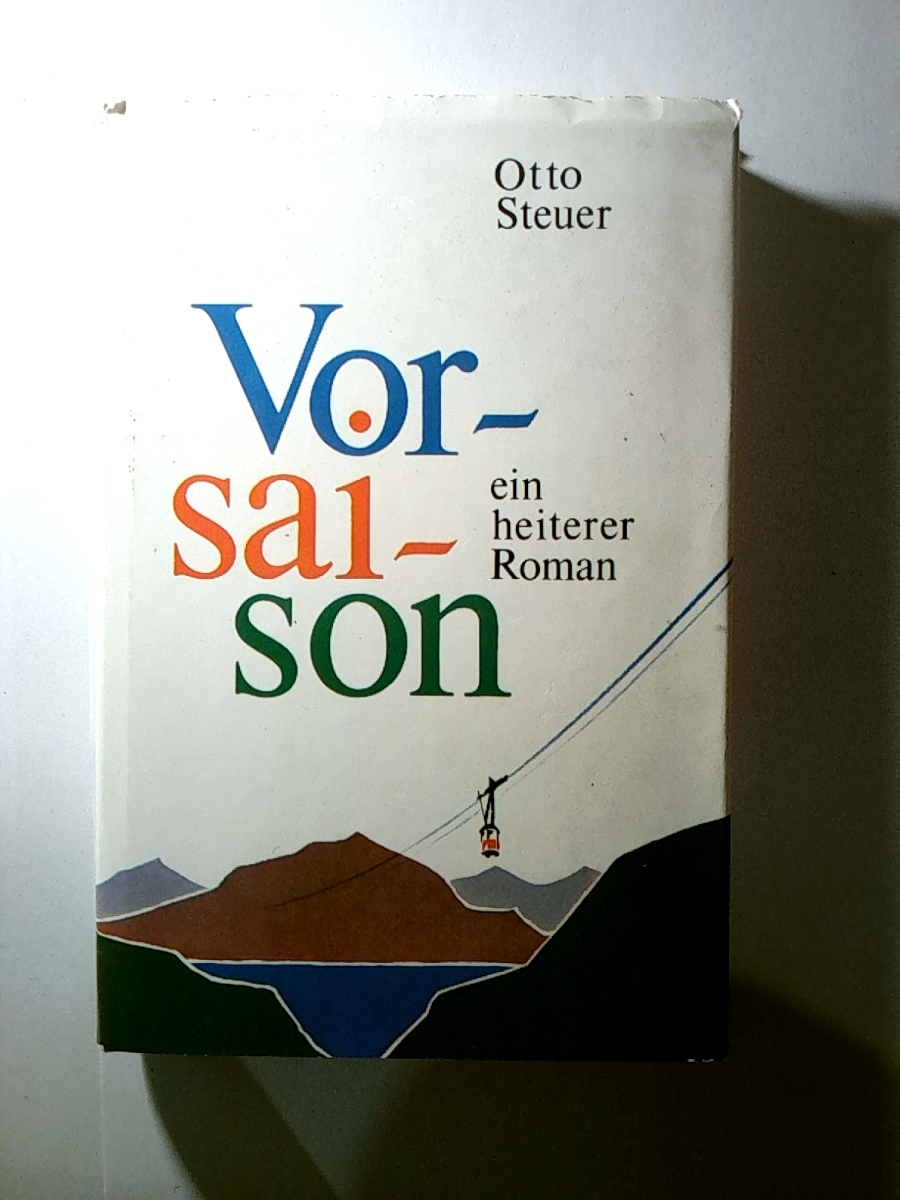 Otto
Steuer
Vor-
sai-
son
ein
heiterer
Roman